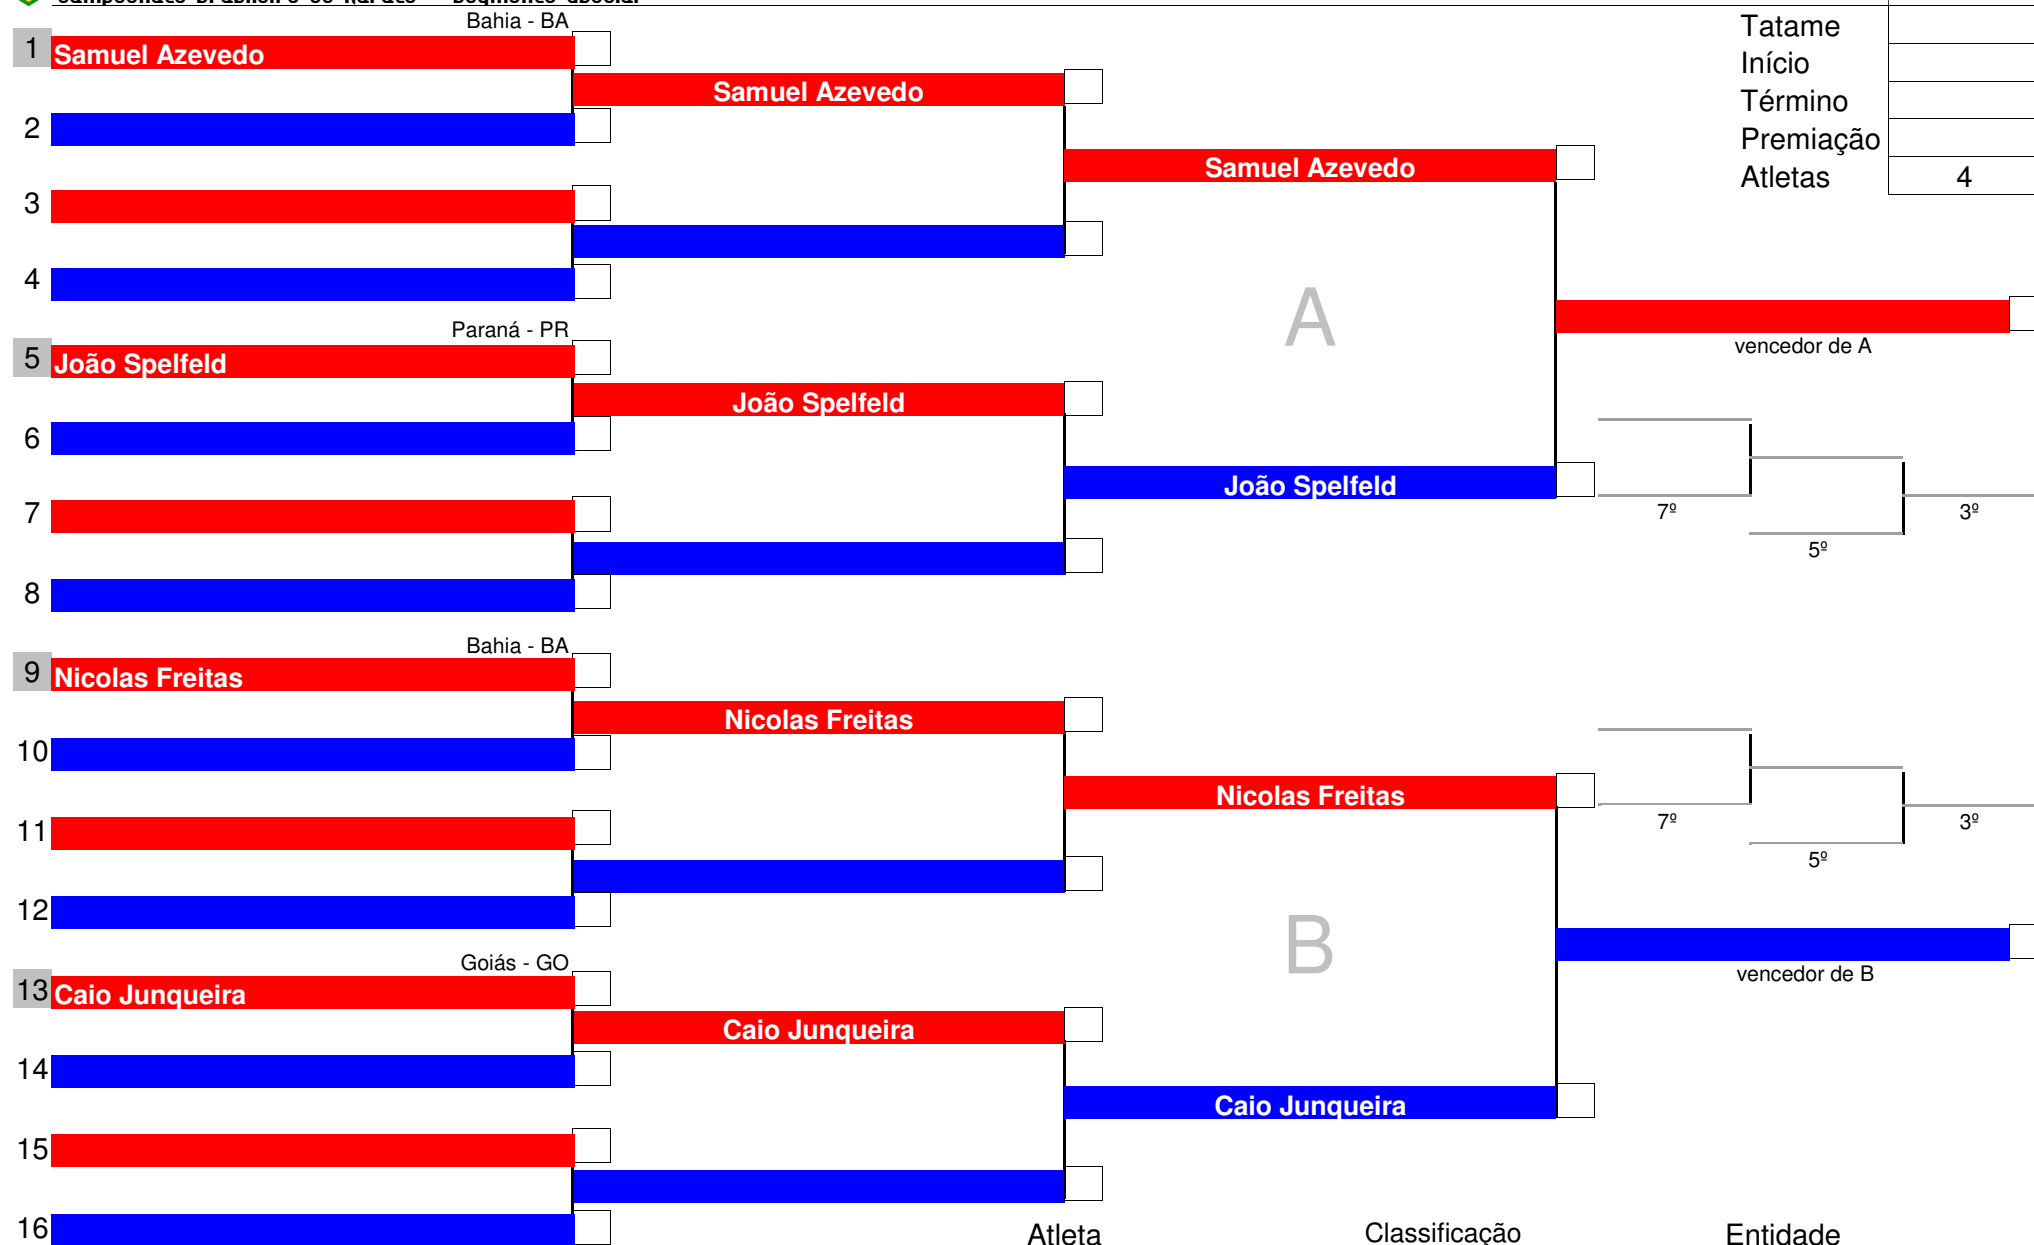 Bahia - BA
1 Samuel Azevedo
Samuel Azevedo
2
Samuel Azevedo
3
4
Tatame
Início
Término
Premiação
Atletas 4
A
vencedor de A
Paraná - PR
5 João Spelfeld
João Spelfeld
6
João Spelfeld
7
8
7º
5º
3º
Bahia - BA
9 Nicolas Freitas
Nicolas Freitas
10
Nicolas Freitas
11
12
7º
5º
3º
B
vencedor de B
Goiás - GO
13 Caio Junqueira
Caio Junqueira
14
Caio Junqueira
15
16
Atleta Classificação Entidade